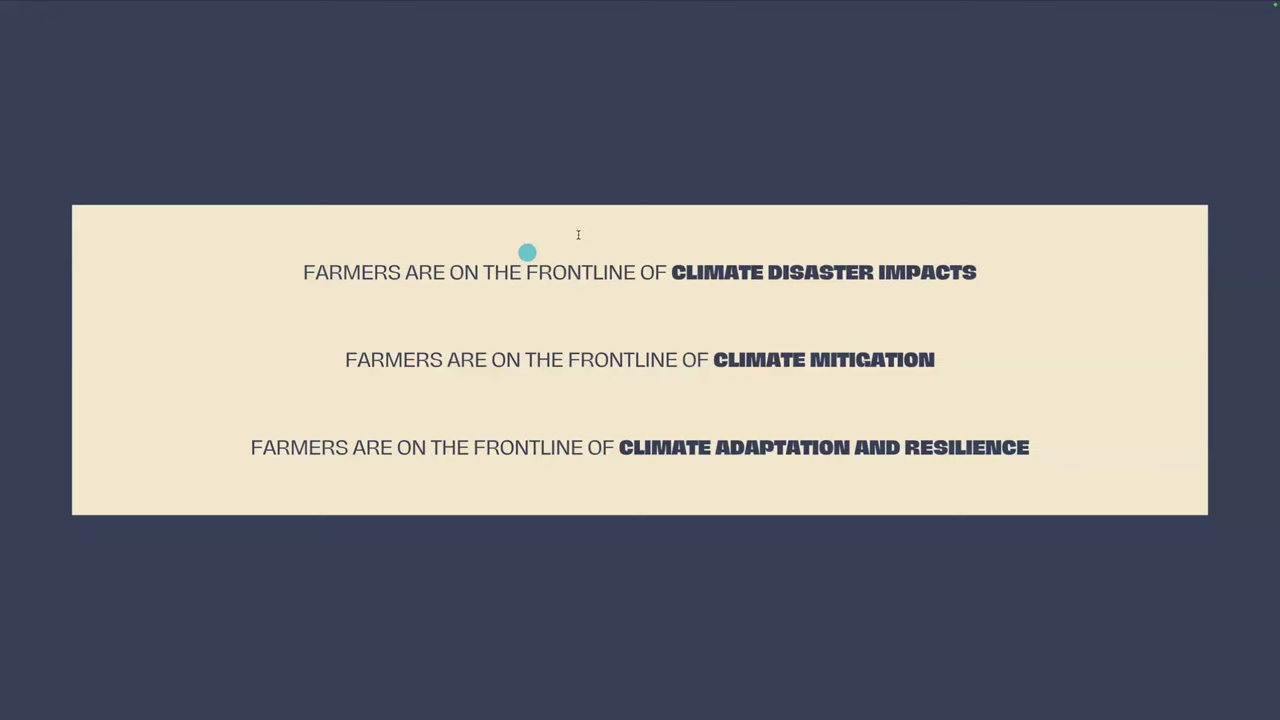 FARMERS ARE ON THE FRONTLINE OF CLIMATE DISASTER IMPACTS
FARMERS ARE ON THE FRONTLINE OF CLIMATE MITIGATION
FARMERS ARE ON THE FRONTLINE OF CLIMATE ADAPTATION AND RESILIENCE